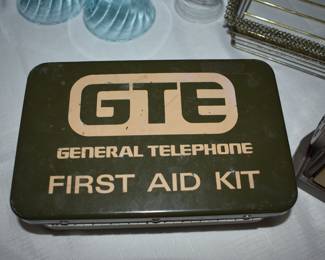 GTE
GENERAL TELEPHONE
FIRST AID KIT